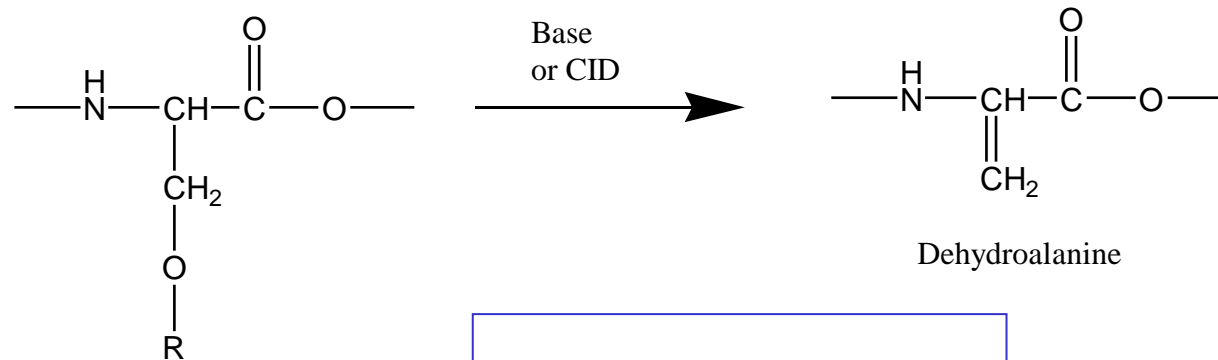 O
H
N CH C O
CH2
O
R
Base
or CID
O
H
N CH C O
CH2
Dehydroalanine